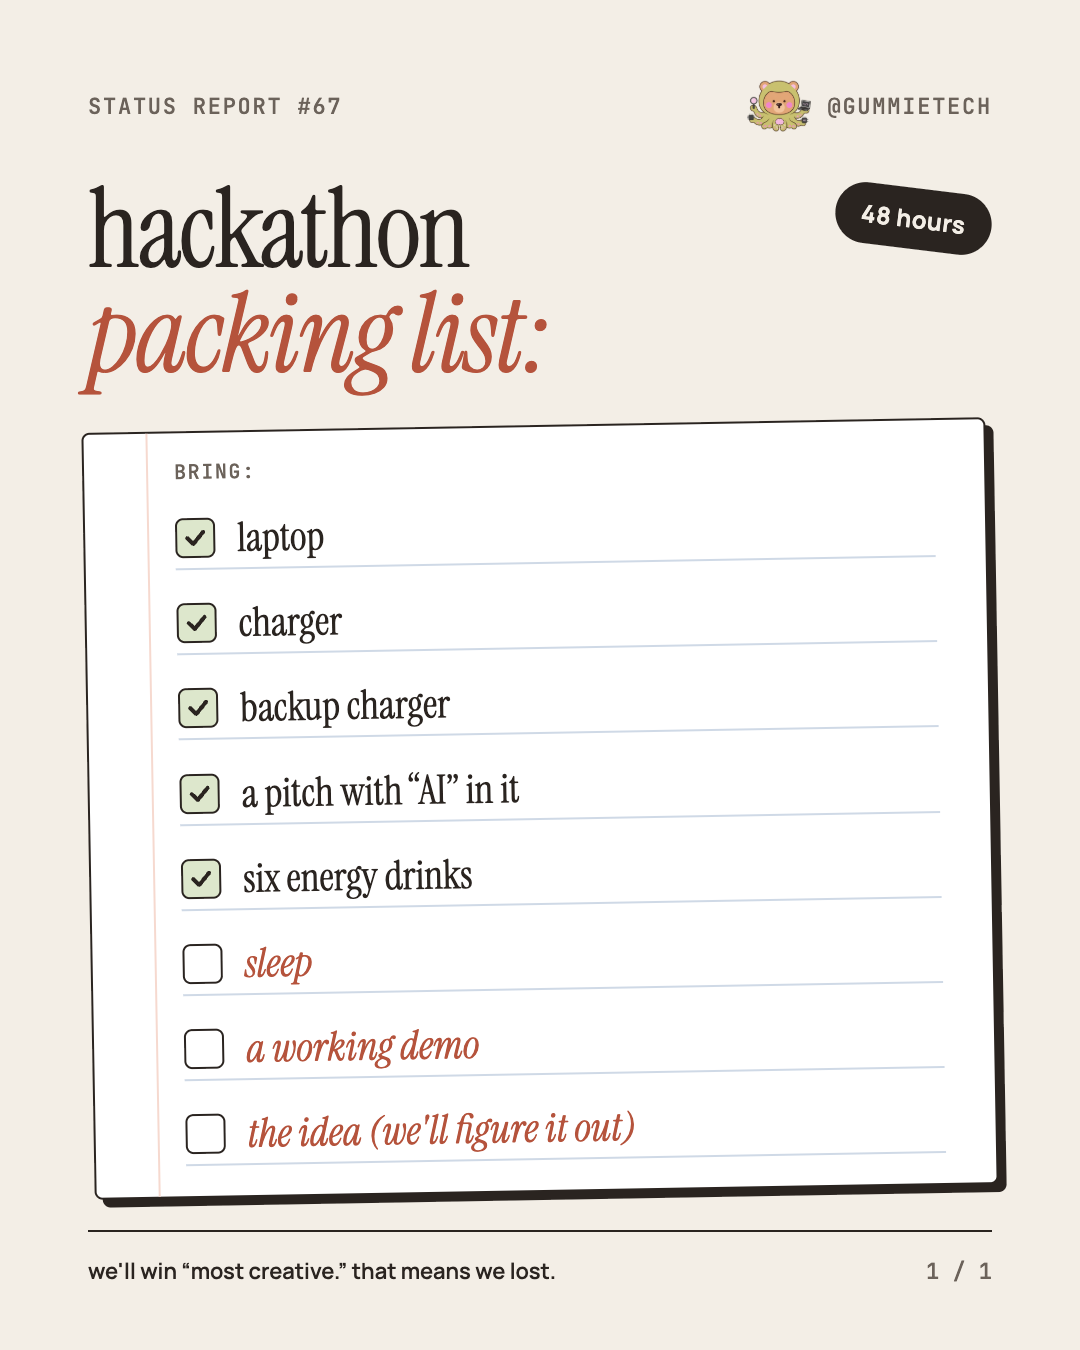 STATUS REPORT #67
@GUMMIETECH
hackathon
48 hours
packing list:
BRING:
laptop
charger
backup charger
a pitch with “AI” in it
six energy drinks
sleep
a working demo
the idea (we'll figure it out)
we'll win “most creative.” that means we lost.
1 / 1